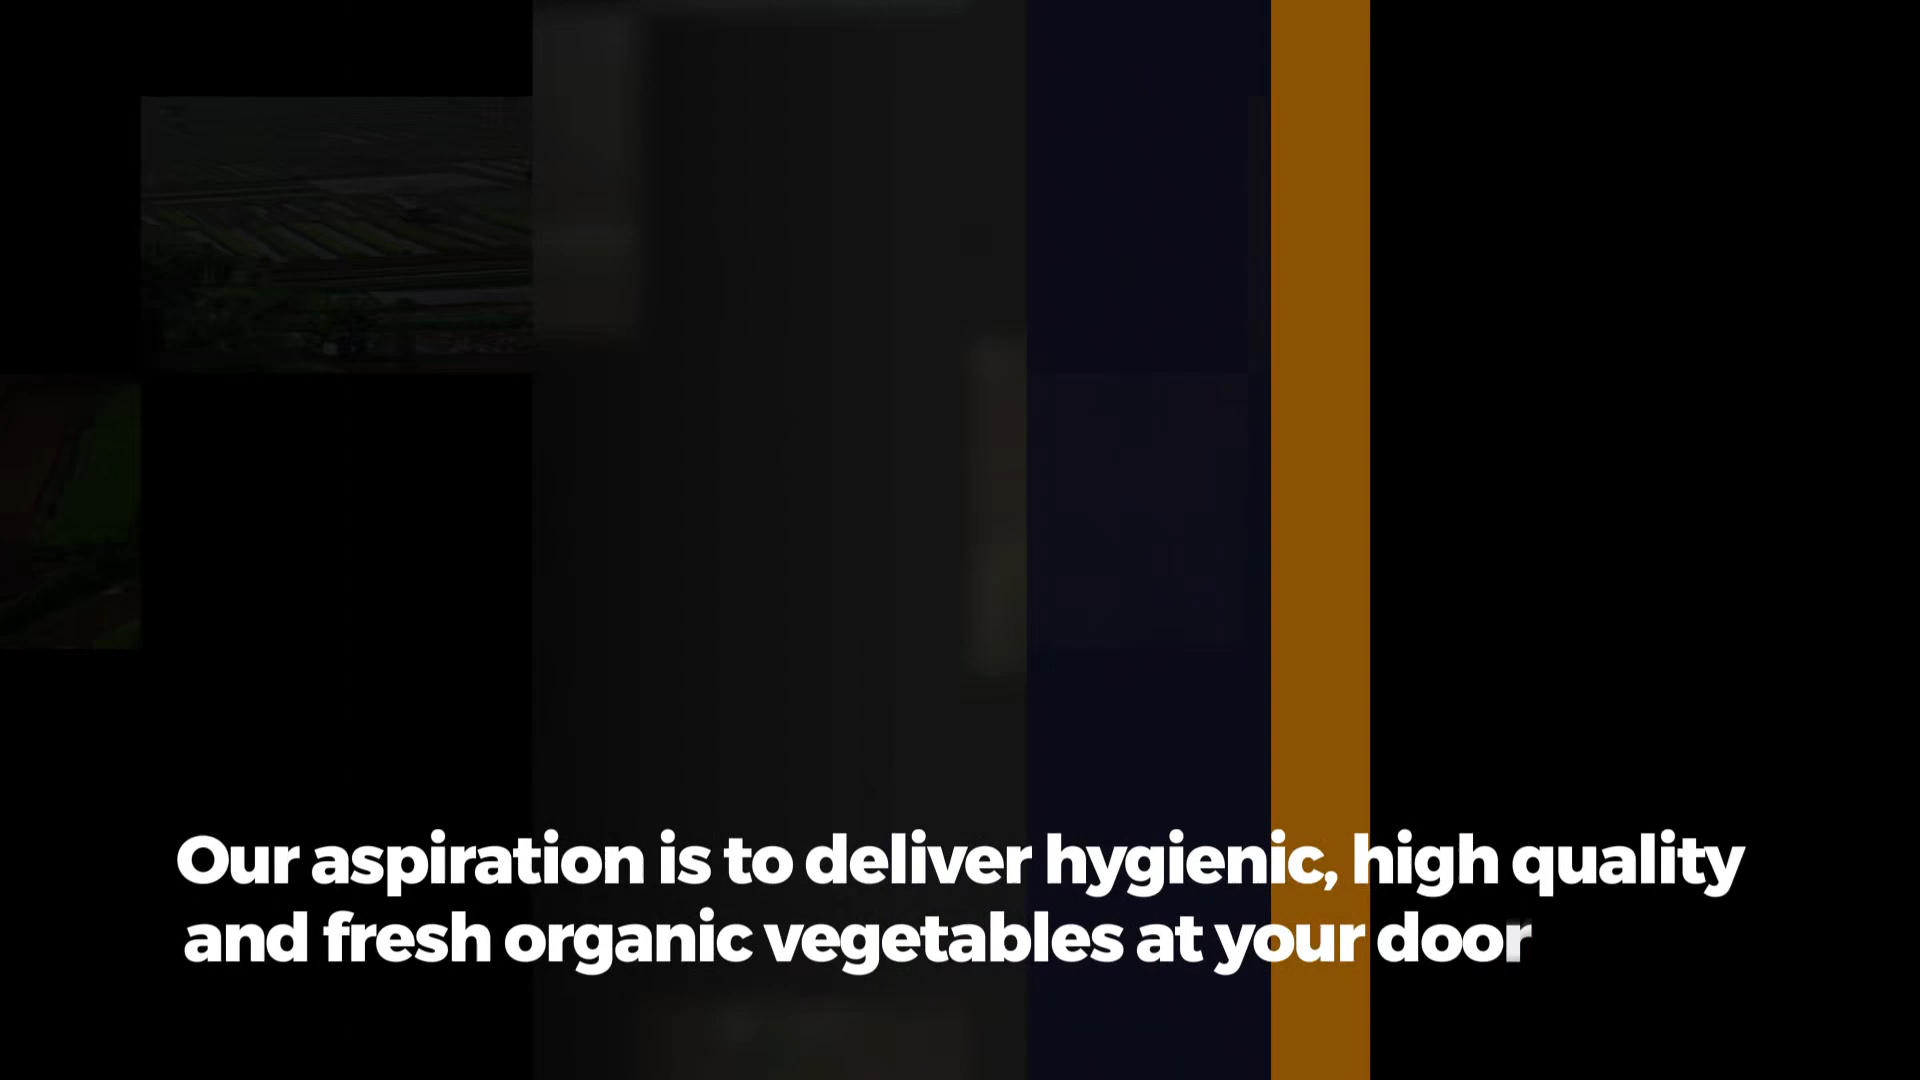 Our aspiration is to deliver hygienic, high quality
and fresh organic vegetables at your door